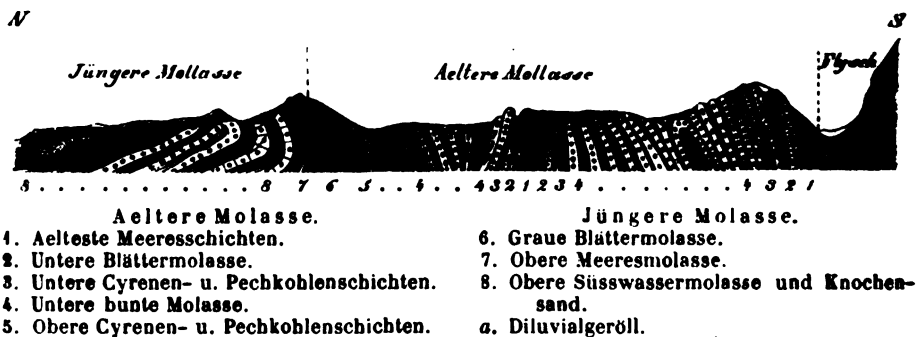 N S
Jüngere Mollasse Aeltere Mollasse Flysch
8 . . . . . . . . . . . . . 8 7 6 5 . . 4 . . . 4 3 2 1 2 3 4 . . . . . . . . 4 3 2 1
Aeltere Molasse.
1. Aelteste Meeresschichten.
2. Untere Blättermolasse.
3. Untere Cyrenen- u. Pechkohlenschichten.
4. Untere bunte Molasse.
5. Obere Cyrenen- u. Pechkohlenschichten.
Jüngere Molasse.
6. Graue Blättermolasse.
7. Obere Meeresmolasse.
8. Obere Süsswassermolasse und Knochen-
sand.
a. Diluvialgeröll.